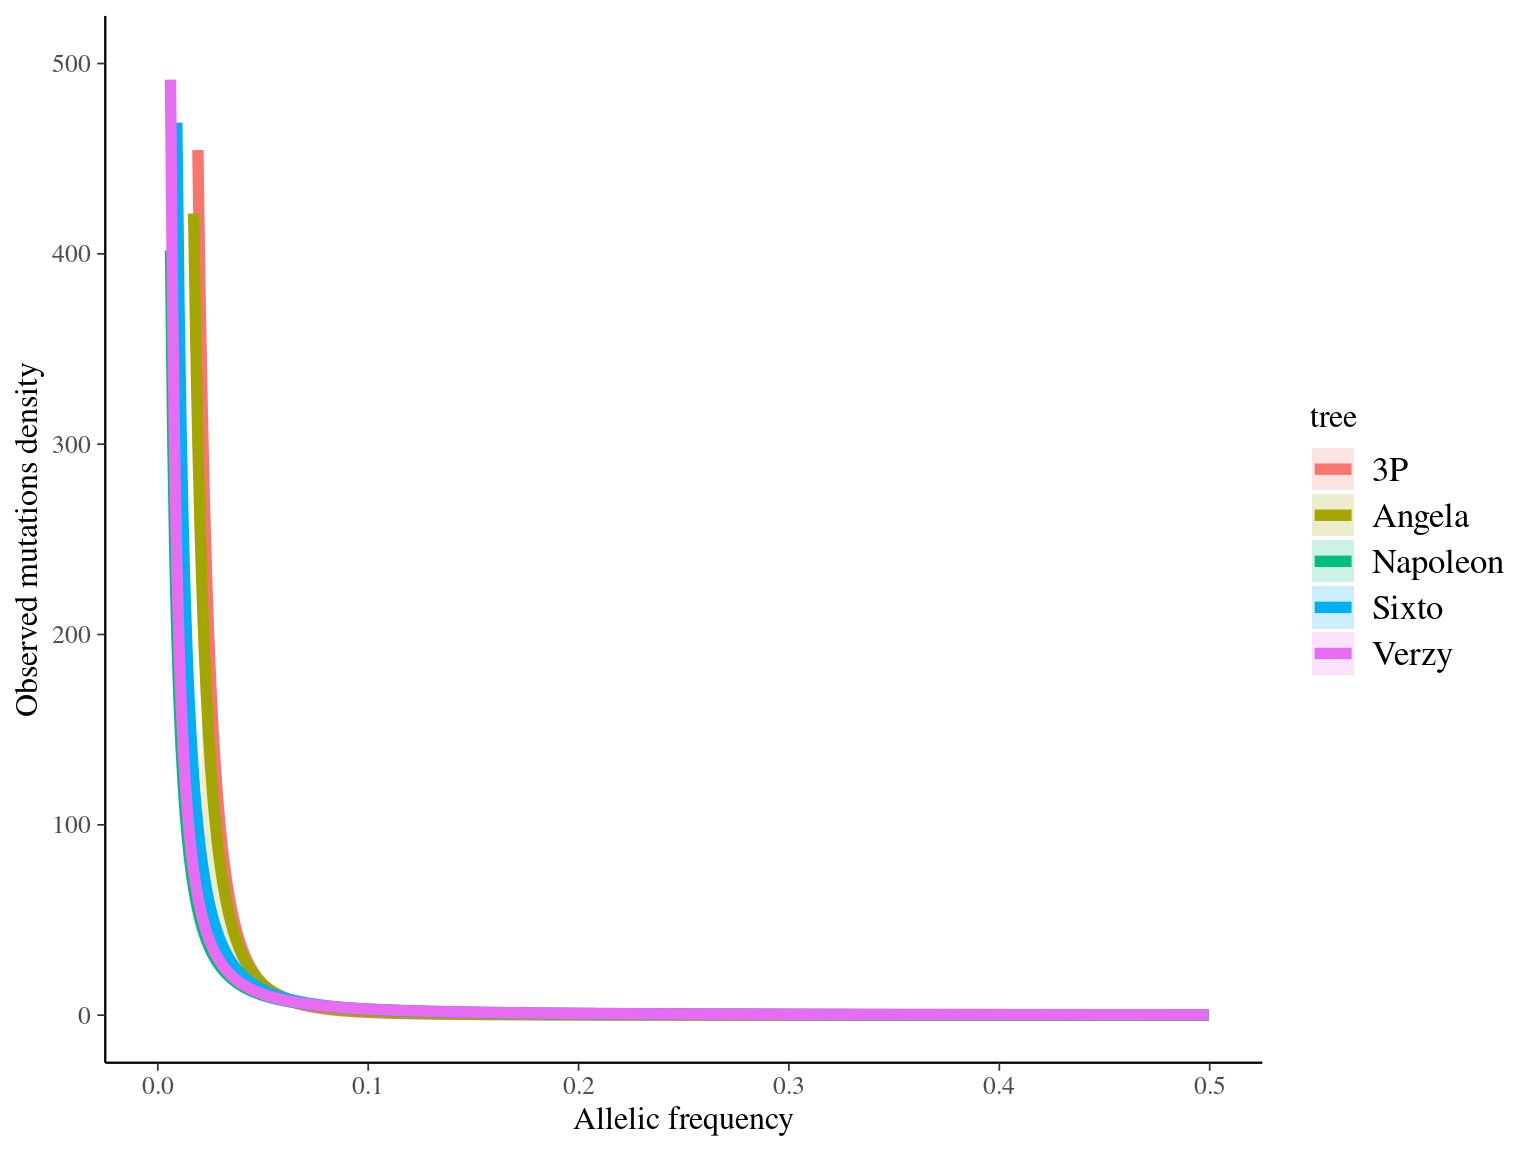 Observed mutations density
500
400
300
200
100
0
0.0 0.1 0.2 0.3 0.4 0.5
Allelic frequency
tree
3P
Angela
Napoleon
Sixto
Verzy